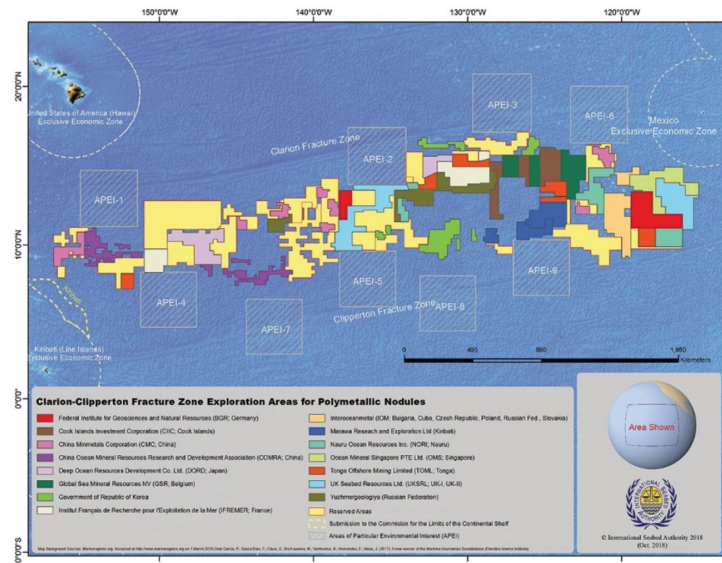 150°0'0"W 140°0'0"W 130°0'0"W 120°0'0"W
20°0'0"N
10°0'0"N
0°0'0"
0°0'0"S
United States of America (Hawaii)
Exclusive Economic Zone
Mexico
Exclusive Economic Zone
Clarion Fracture Zone
Clipperton Fracture Zone
Kiribati
Kiribati (Line Islands)
Exclusive Economic Zone
APEI-1
APEI-2
APEI-3
APEI-6
APEI-4
APEI-5
APEI-7
APEI-8
APEI-9
0 495 990 1,980
Kilometers
Clarion-Clipperton Fracture Zone Exploration Areas for Polymetallic Nodules
Federal Institute for Geosciences and Natural Resources (BGR; Germany)
Cook Islands Investment Corporation (CIIC; Cook Islands)
China Minmetals Corporation (CMC; China)
China Ocean Mineral Resources Research and Development Association (COMRA; China)
Deep Ocean Resources Development Co. Ltd. (DORD; Japan)
Global Sea Mineral Resources NV (GSR; Belgium)
Government of Republic of Korea
Institut Français de Recherche pour l'Exploitation de la Mer (IFREMER; France)
Interoceanmetal (IOM; Bulgaria, Cuba, Czech Republic, Poland, Russian Fed., Slovakia)
Marawa Reseach and Exploration Ltd (Kiribati)
Nauru Ocean Resources Inc. (NORI; Nauru)
Ocean Mineral Singapore PTE Ltd. (OMS; Singapore)
Tonga Offshore Mining Limited (TOML; Tonga)
UK Seabed Resources Ltd. (UKSRL; UK-I, UK-II)
Yuzhmorgeologiya (Russian Federation)
Reserved Areas
Submission to the Commision for the Limits of the Continental Shelf
Areas of Particular Environmental Interest (APEI)
Area Shown
INTERNATIONAL SEABED AUTHORITY
© International Seabed Authority 2018
(Oct. 2018)